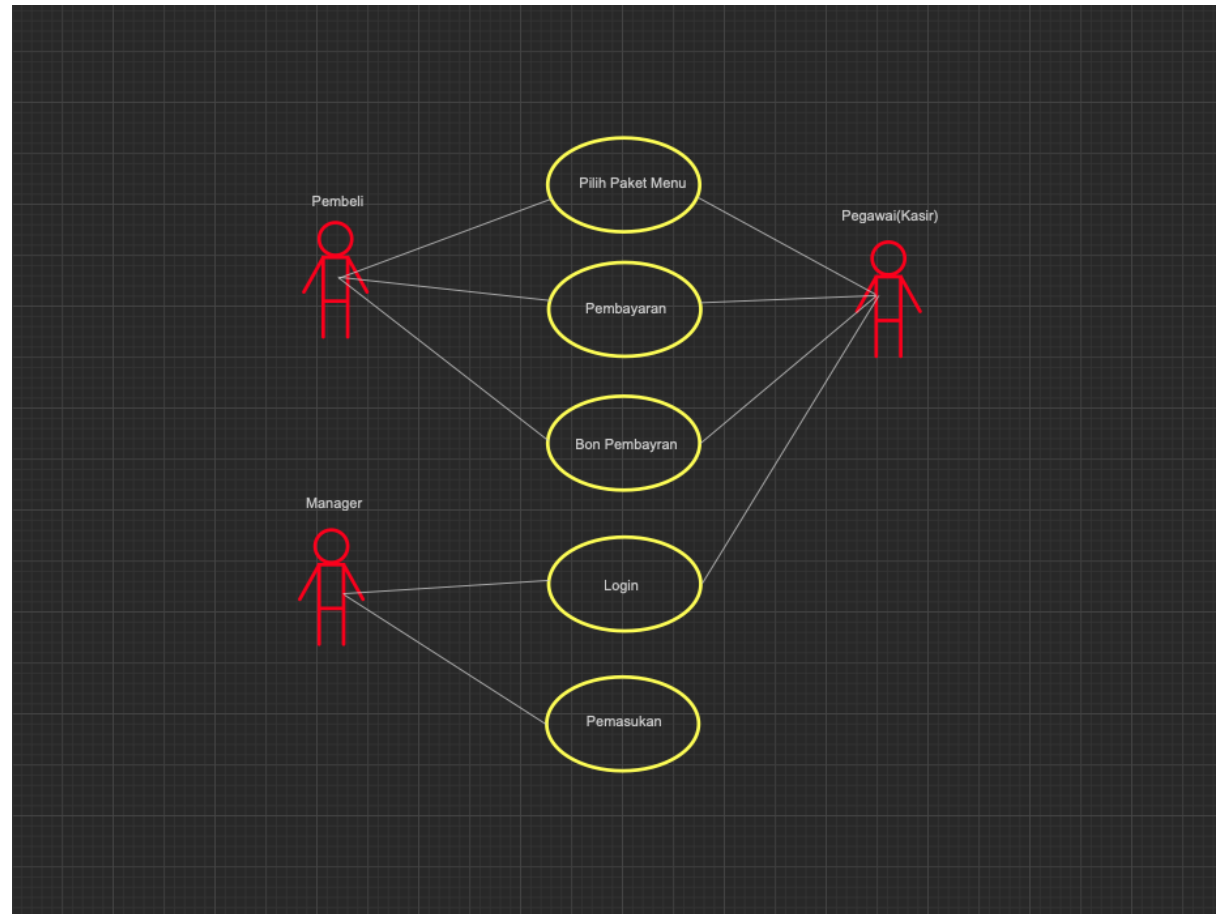 Pilih Paket Menu
Pembeli
Pegawai(Kasir)
Pembayaran
Bon Pembayran
Manager
Login
Pemasukan